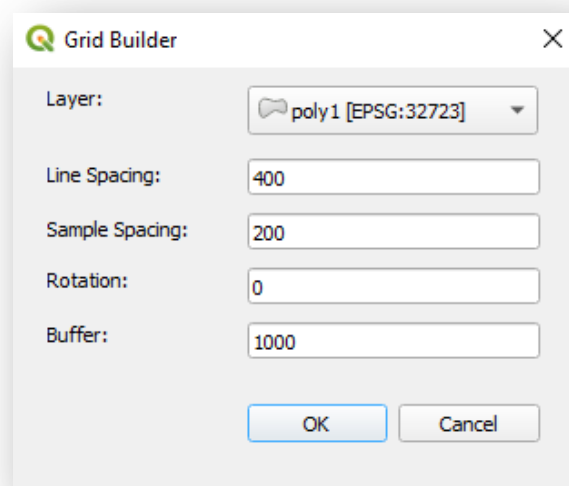 Grid Builder
Layer: poly1 [EPSG:32723]
Line Spacing: 400
Sample Spacing: 200
Rotation: 0
Buffer: 1000
OK Cancel